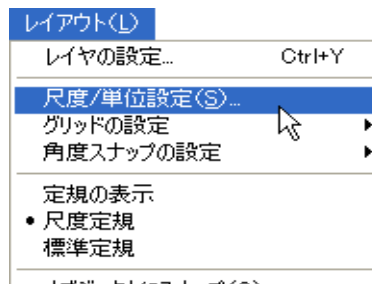 レイアウト(L)
レイヤの設定... Ctrl+Y
尺度/単位設定(S)...
グリッドの設定
角度スナップの設定
定規の表示
• 尺度定規
標準定規